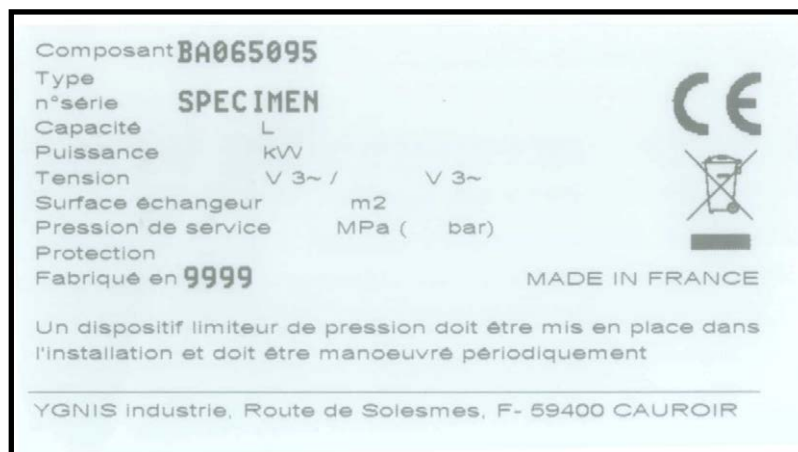 Composant BA065095
Type
n°série SPECIMEN
Capacité L
Puissance kW
Tension V 3~ / V 3~
Surface échangeur m2
Pression de service MPa ( bar)
Protection
Fabriqué en 9999 MADE IN FRANCE
CE
Un dispositif limiteur de pression doit être mis en place dans
l'installation et doit être manoeuvré périodiquement
YGNIS industrie, Route de Solesmes, F- 59400 CAUROIR